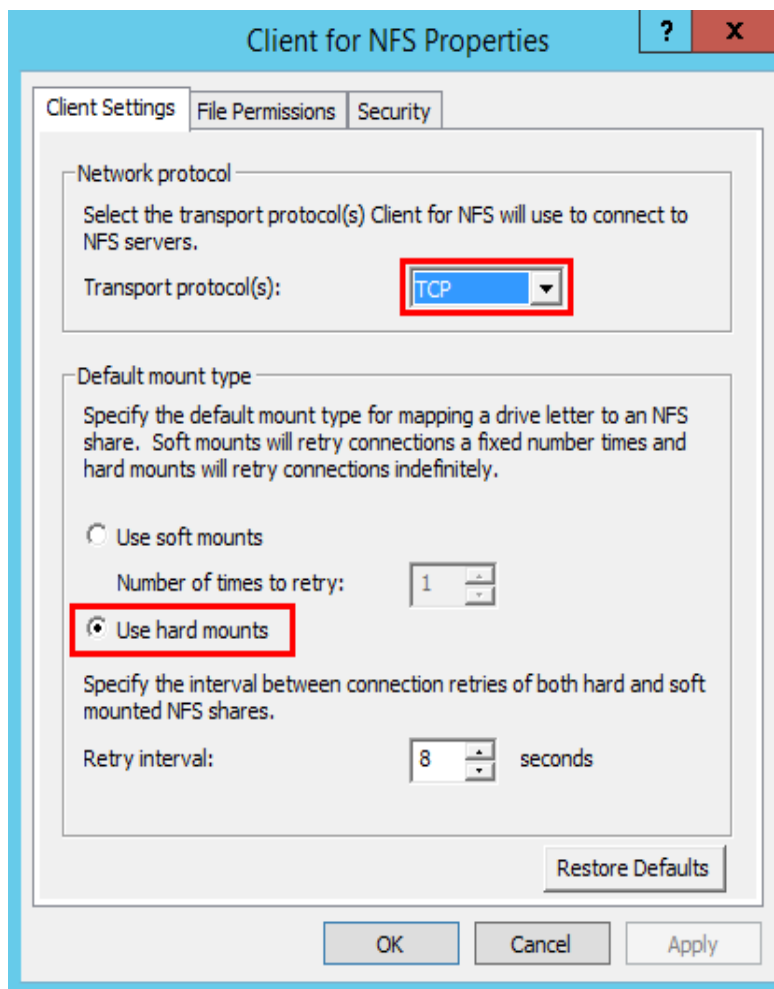 Client for NFS Properties
? x
Client Settings File Permissions Security
Network protocol
Select the transport protocol(s) Client for NFS will use to connect to
NFS servers.
Transport protocol(s): TCP
Default mount type
Specify the default mount type for mapping a drive letter to an NFS
share. Soft mounts will retry connections a fixed number times and
hard mounts will retry connections indefinitely.
Use soft mounts
Number of times to retry: 1
Use hard mounts
Specify the interval between connection retries of both hard and soft
mounted NFS shares.
Retry interval: 8 seconds
Restore Defaults
OK Cancel Apply